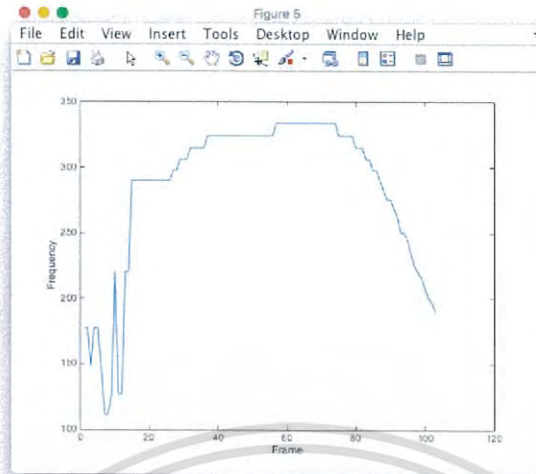 Figure 5
File Edit View Insert Tools Desktop Window Help
350
300
250
200
150
100
Frequency
0 20 40 60 80 100 120
Frame